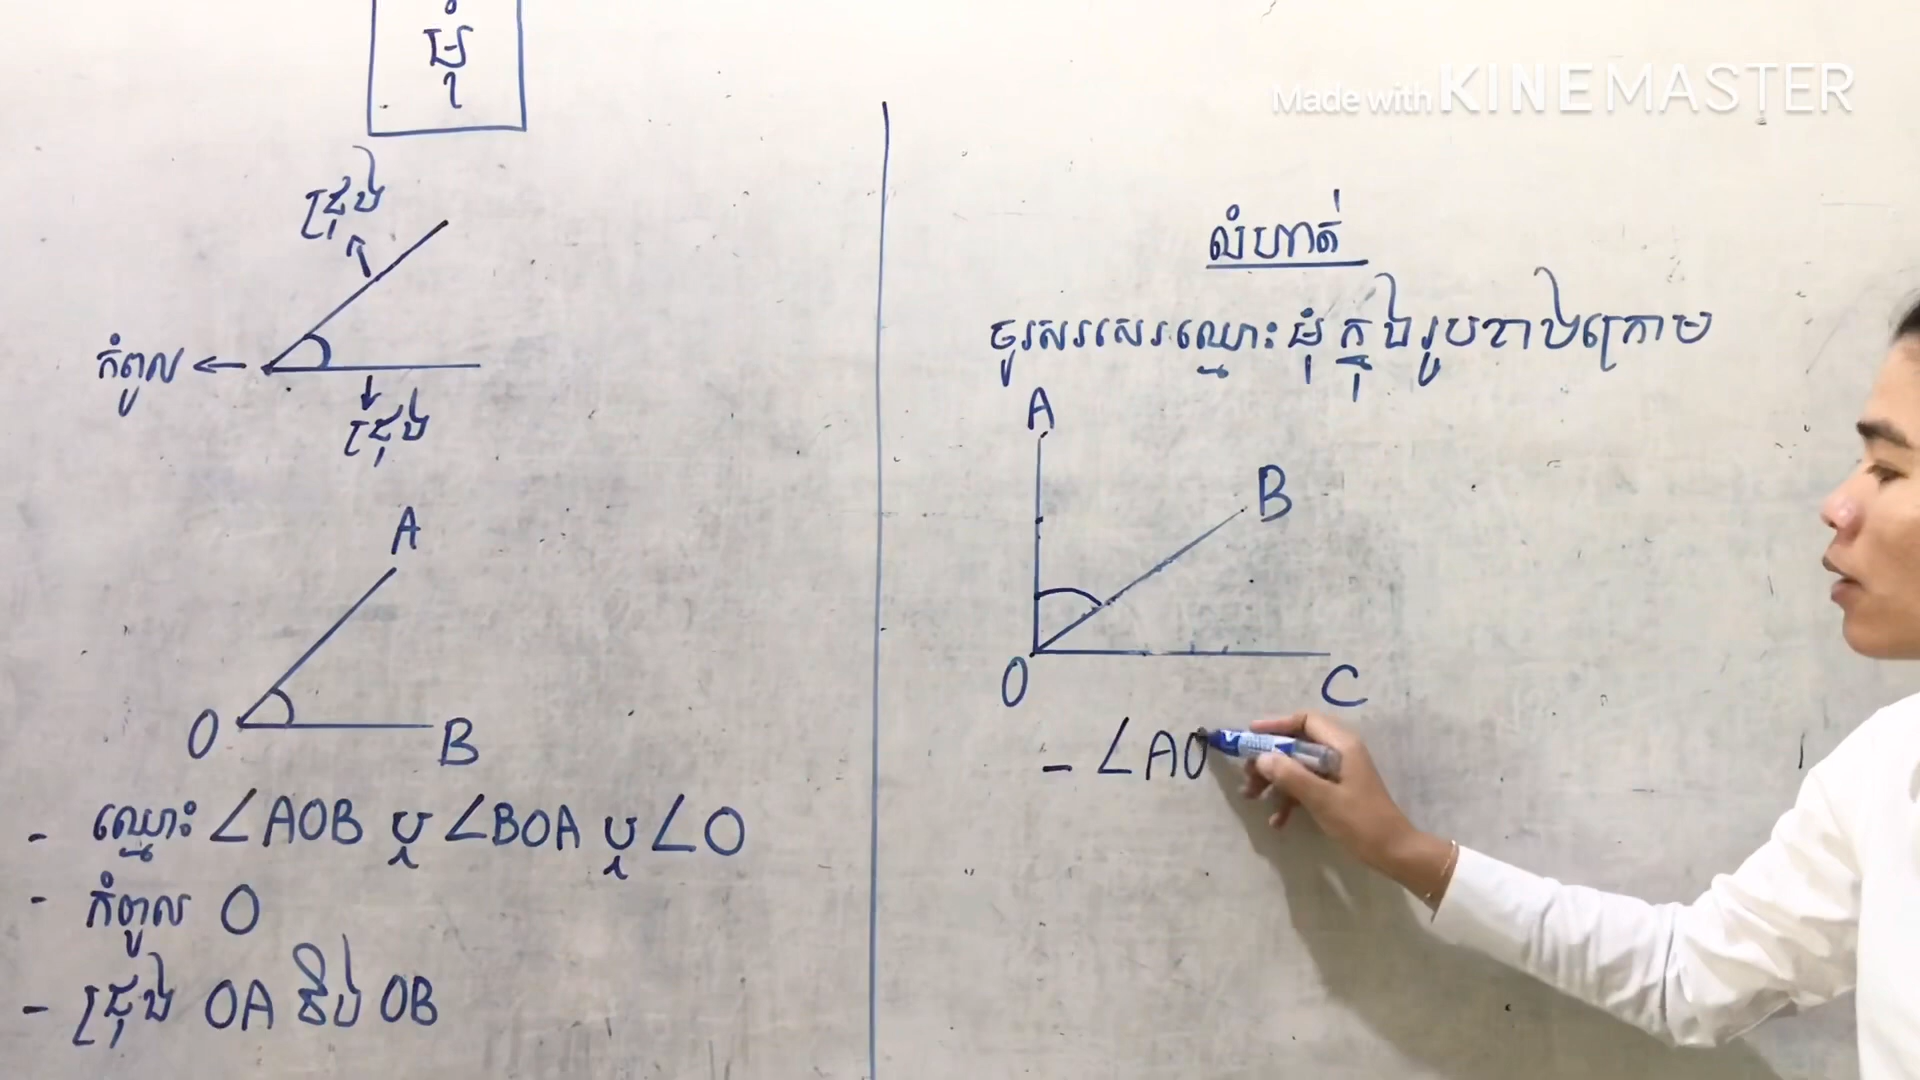 មុំ
ជ្រុង
កំពូល ←
ជ្រុង
A
O
B
- ឈ្មោះ ∠AOB ឬ ∠BOA ឬ ∠O
- កំពូល O
- ជ្រុង OA និង OB
Made with KINEMASTER
លំហាត់
ចូរសរសេរឈ្មោះមុំក្នុងរូបខាងក្រោម
A
B
O
C
- ∠AO